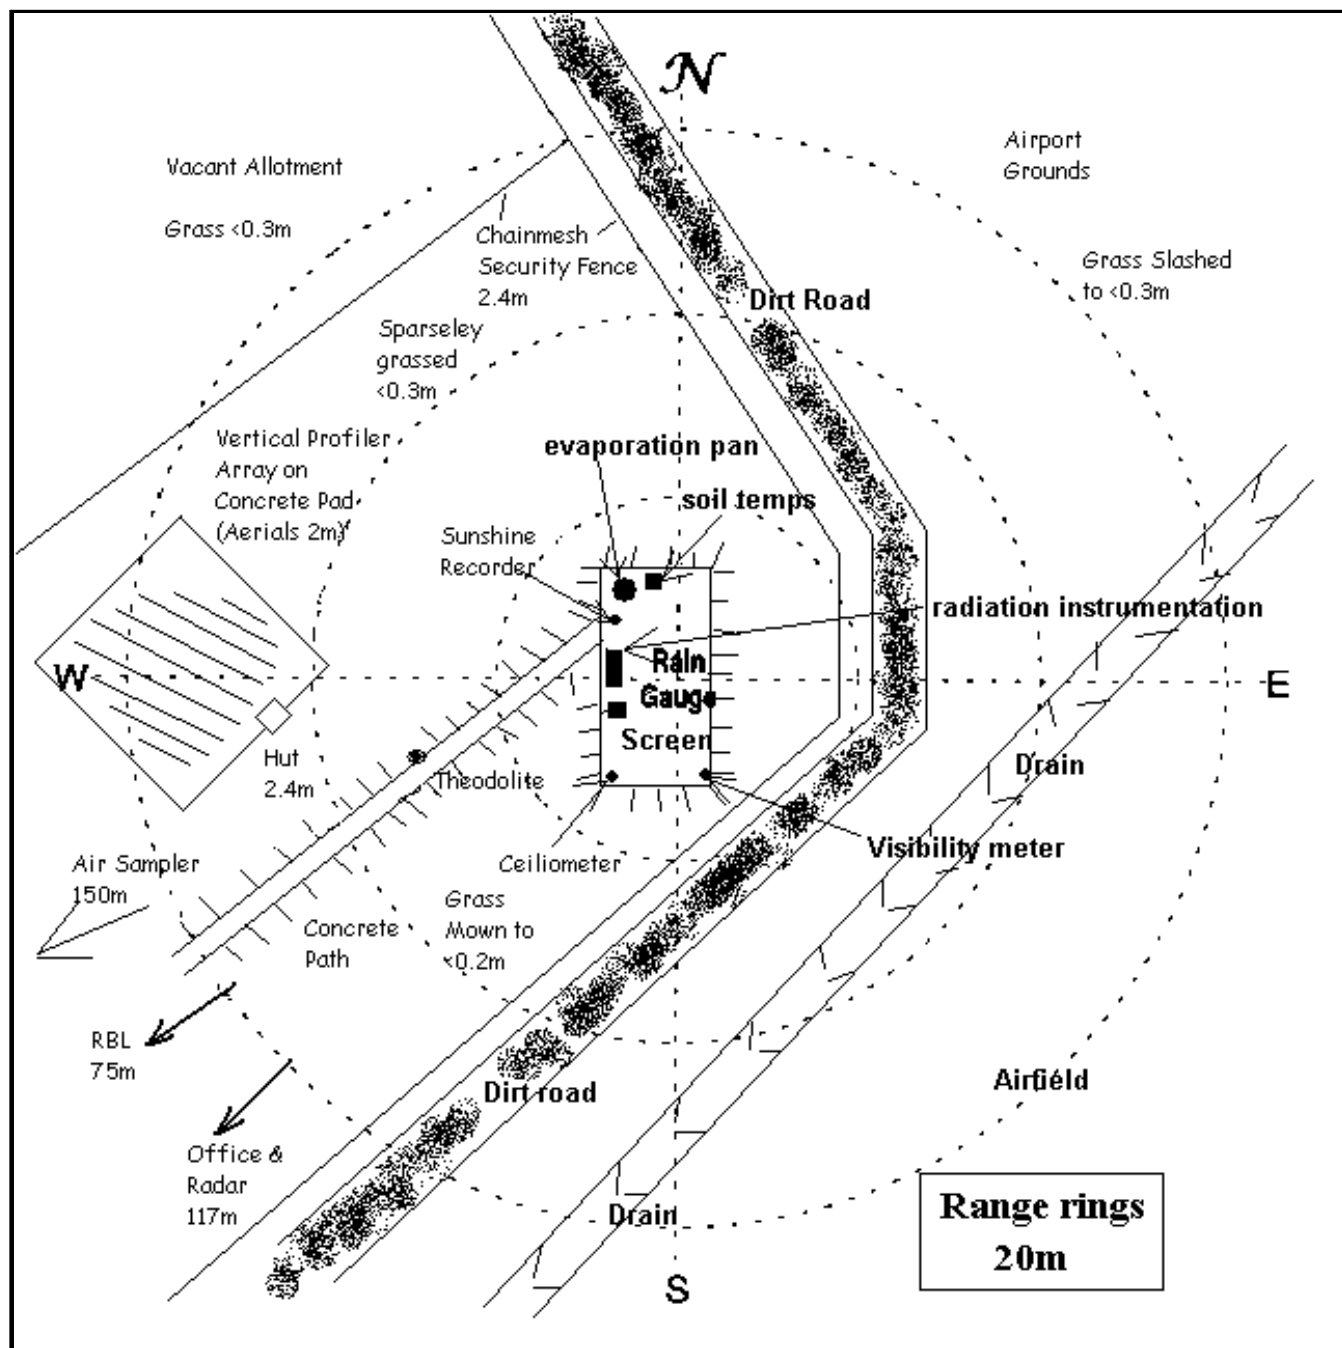 N
Vacant Allotment
Grass <0.3m
Airport
Grounds
Chainmesh
Security Fence
2.4m
Grass Slashed
to <0.3m
Dirt Road
Sparseley
grassed
<0.3m
Vertical Profiler
Array on
Concrete Pad
(Aerials 2m)
evaporation pan
soil temps
Sunshine
Recorder
radiation instrumentation
Rain
Gauge
Screen
W
E
Hut
2.4m
Theodolite
Drain
Ceiliometer
Visibility meter
Air Sampler
150m
Concrete
Path
Grass
Mown to
<0.2m
RBL
75m
Dirt road
Airfield
Office &
Radar
117m
Drain
S
Range rings
20m